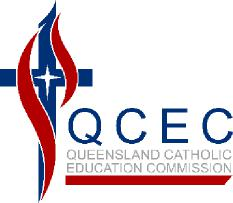 QCEC
QUEENSLAND CATHOLIC
EDUCATION COMMISSION